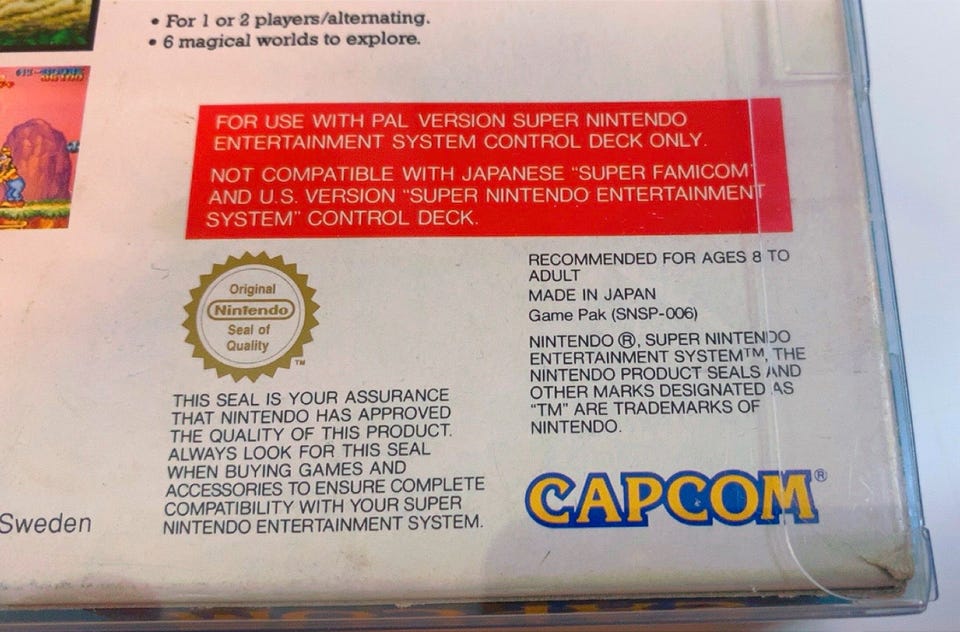 • For 1 or 2 players/alternating.
• 6 magical worlds to explore.
FOR USE WITH PAL VERSION SUPER NINTENDO
ENTERTAINMENT SYSTEM CONTROL DECK ONLY.
NOT COMPATIBLE WITH JAPANESE "SUPER FAMICOM"
AND U.S. VERSION "SUPER NINTENDO ENTERTAINMENT
SYSTEM" CONTROL DECK.
Original
Nintendo
Seal of
Quality
TM
THIS SEAL IS YOUR ASSURANCE
THAT NINTENDO HAS APPROVED
THE QUALITY OF THIS PRODUCT.
ALWAYS LOOK FOR THIS SEAL
WHEN BUYING GAMES AND
ACCESSORIES TO ENSURE COMPLETE
COMPATIBILITY WITH YOUR SUPER
NINTENDO ENTERTAINMENT SYSTEM.
RECOMMENDED FOR AGES 8 TO
ADULT
MADE IN JAPAN
Game Pak (SNSP-006)
NINTENDO ®, SUPER NINTENDO
ENTERTAINMENT SYSTEM™, THE
NINTENDO PRODUCT SEALS AND
OTHER MARKS DESIGNATED AS
"TM" ARE TRADEMARKS OF
NINTENDO.
CAPCOM®
Sweden